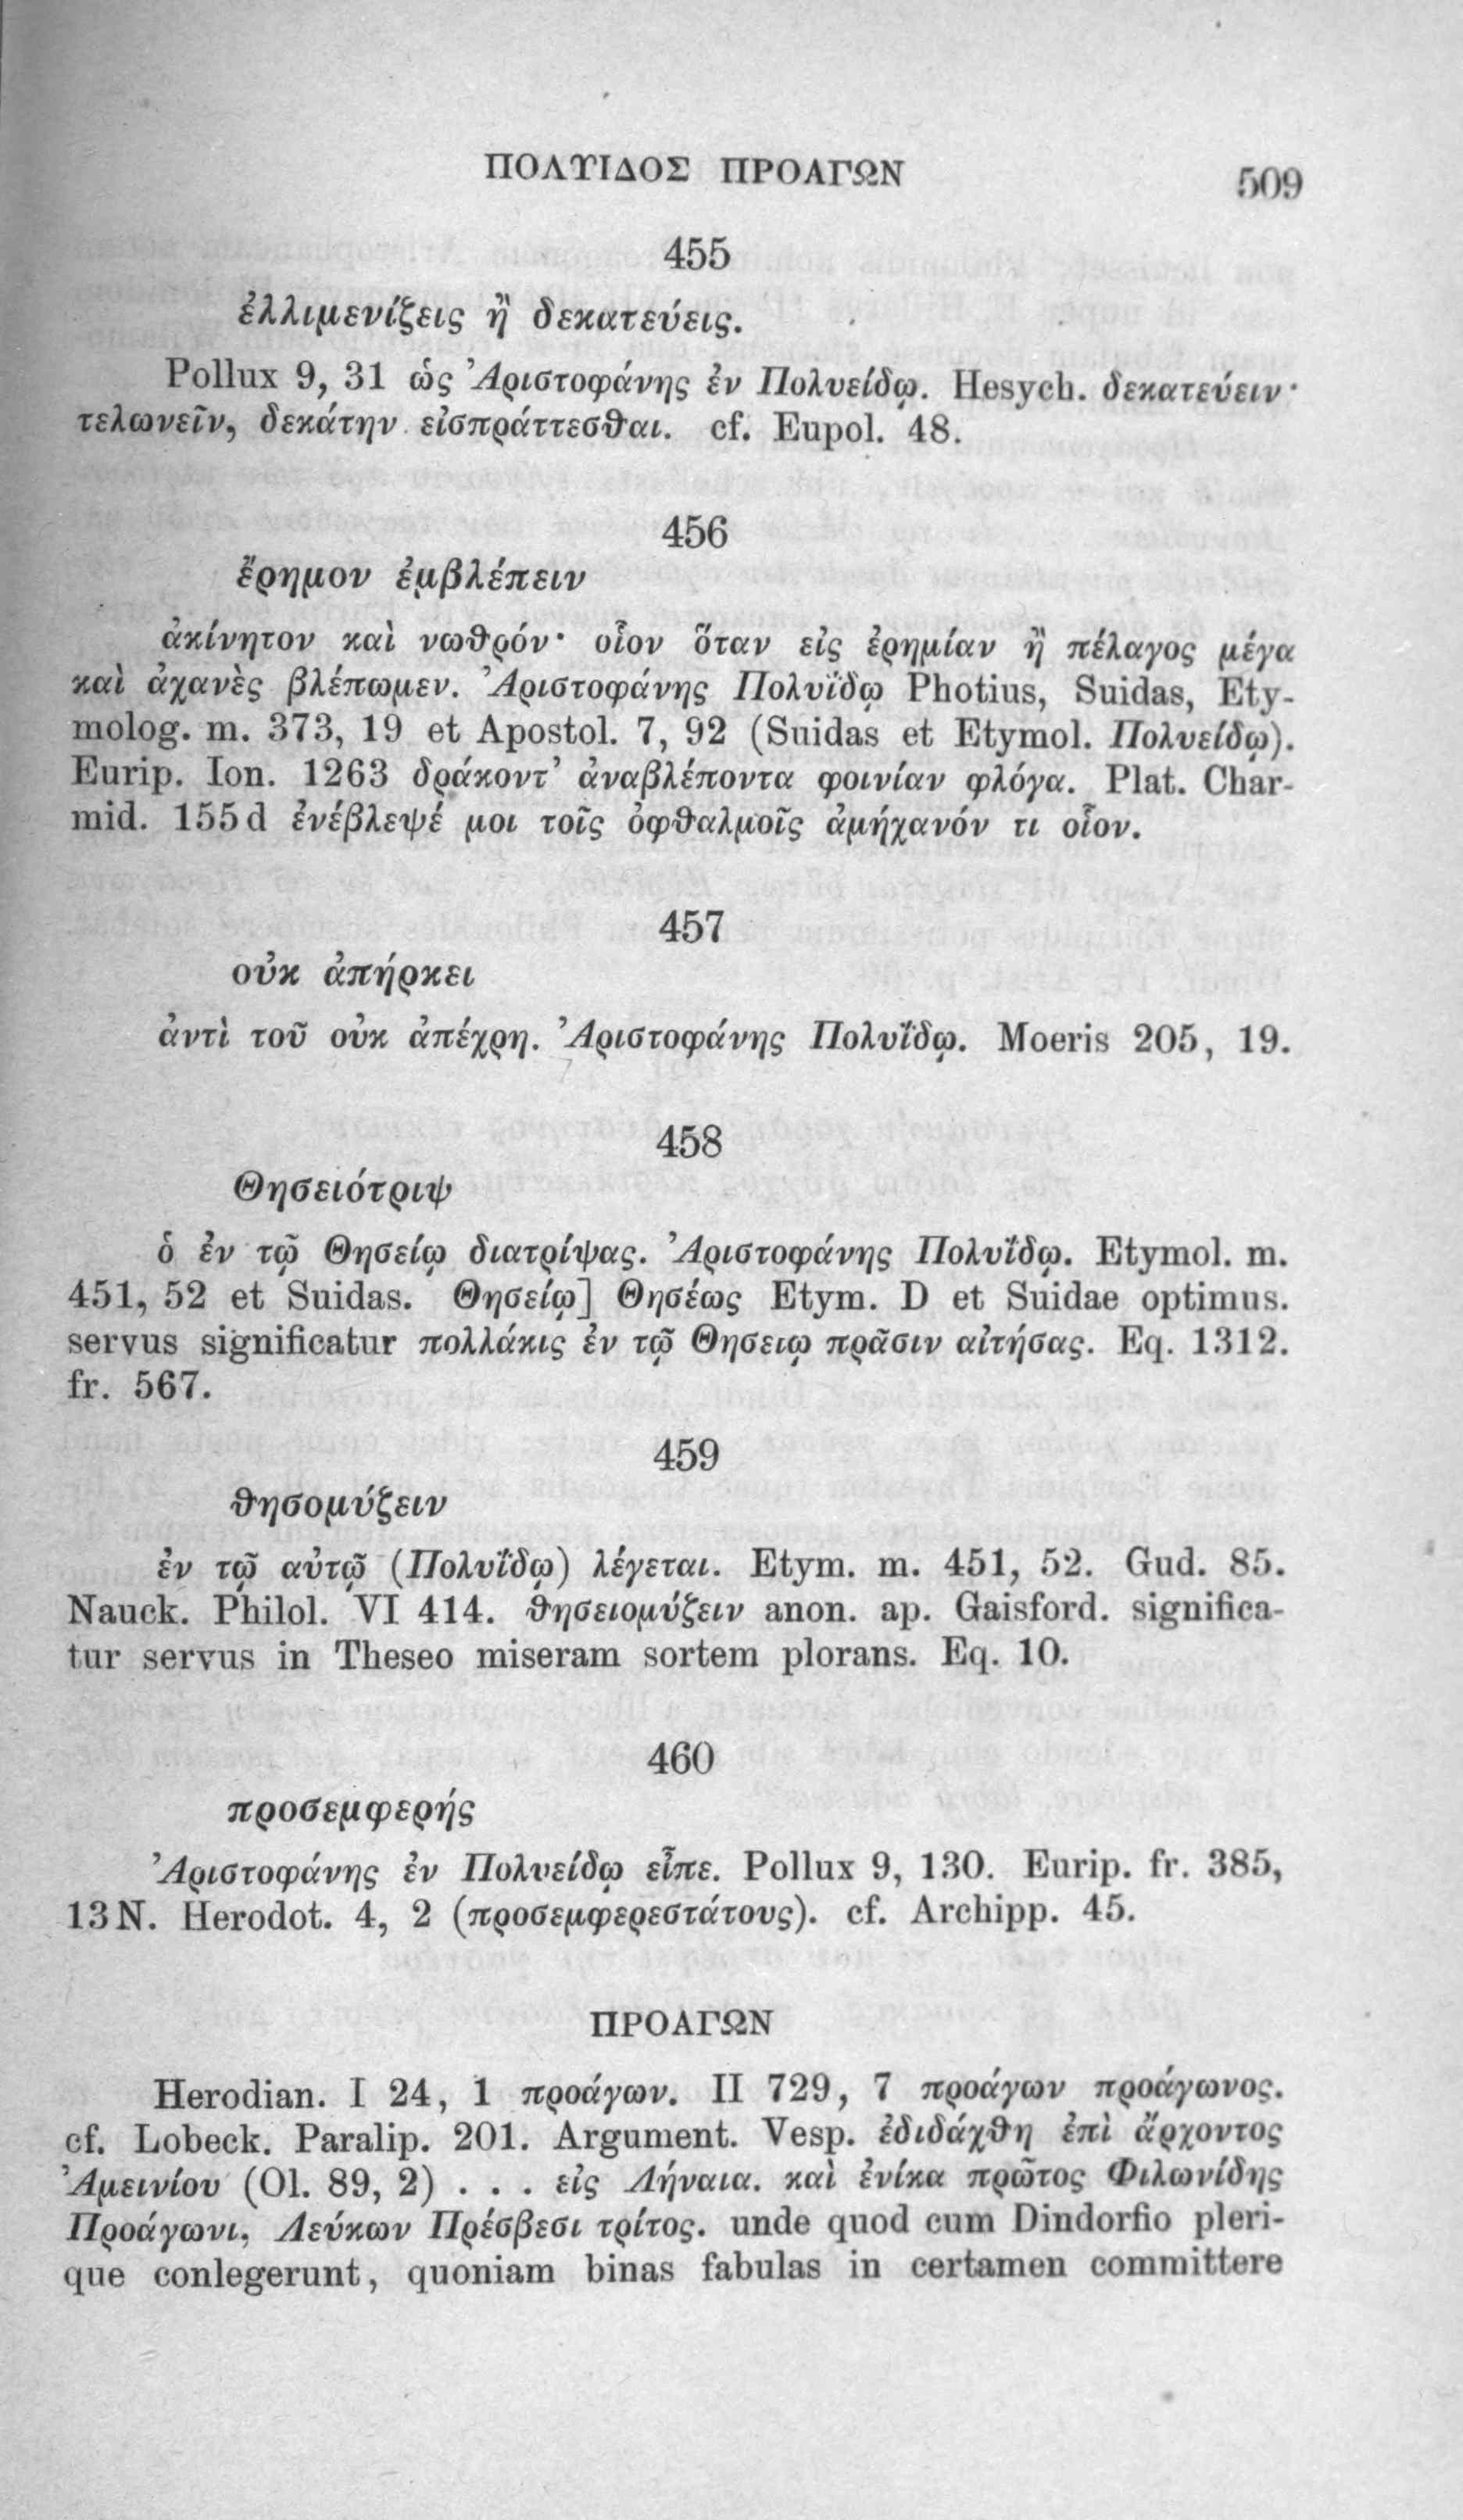 ΠΟΛΥΙΔΟΣ ΠΡΟΑΓΩΝ 509
455
ἐλλιμενίζεις ἢ δεκατεύεις.
Pollux 9, 31 ὡς Ἀριστοφάνης ἐν Πολυείδῳ. Hesych. δεκατεύειν·
τελωνεῖν, δεκάτην εἰσπράττεσθαι. cf. Eupol. 48.
456
ἔρημον ἐμβλέπειν
ἀκίνητον καὶ νωθρόν· οἷον ὅταν εἰς ἐρημίαν ἢ πέλαγος μέγα
καὶ ἀχανὲς βλέπωμεν. Ἀριστοφάνης Πολυΐδῳ Photius, Suidas, Ety-
molog. m. 373, 19 et Apostol. 7, 92 (Suidas et Etymol. Πολυείδῳ).
Eurip. Ion. 1263 δράκοντ’ ἀναβλέποντα φοινίαν φλόγα. Plat. Char-
mid. 155d ἐνέβλεψέ μοι τοῖς ὀφθαλμοῖς ἀμήχανόν τι οἷον.
457
οὐκ ἀπήρκει
ἀντὶ τοῦ οὐκ ἀπέχρη. Ἀριστοφάνης Πολυΐδῳ. Moeris 205, 19.
458
Θησειότριψ
ὁ ἐν τῷ Θησείῳ διατρίψας. Ἀριστοφάνης Πολυΐδῳ. Etymol. m.
451, 52 et Suidas. Θησείῳ] Θησέως Etym. D et Suidae optimus.
servus significatur πολλάκις ἐν τῷ Θησειῳ πρᾶσιν αἰτήσας. Eq. 1312.
fr. 567.
459
θησομύζειν
ἐν τῷ αὐτῷ (Πολυΐδῳ) λέγεται. Etym. m. 451, 52. Gud. 85.
Nauck. Philol. VI 414. θησειομύζειν anon. ap. Gaisford. significa-
tur servus in Theseo miseram sortem plorans. Eq. 10.
460
προσεμφερής
Ἀριστοφάνης ἐν Πολυείδῳ εἶπε. Pollux 9, 130. Eurip. fr. 385,
13 N. Herodot. 4, 2 (προσεμφερεστάτους). cf. Archipp. 45.
ΠΡΟΑΓΩΝ
Herodian. I 24, 1 προάγων. II 729, 7 προάγων προάγωνος.
cf. Lobeck. Paralip. 201. Argument. Vesp. ἐδιδάχθη ἐπὶ ἄρχοντος
Ἀμεινίου (Ol. 89, 2) . . . εἰς Λήναια. καὶ ἐνίκα πρῶτος Φιλωνίδης
Προάγωνι, Λεύκων Πρέσβεσι τρίτος. unde quod cum Dindorfio pleri-
que conlegerunt, quoniam binas fabulas in certamen committere